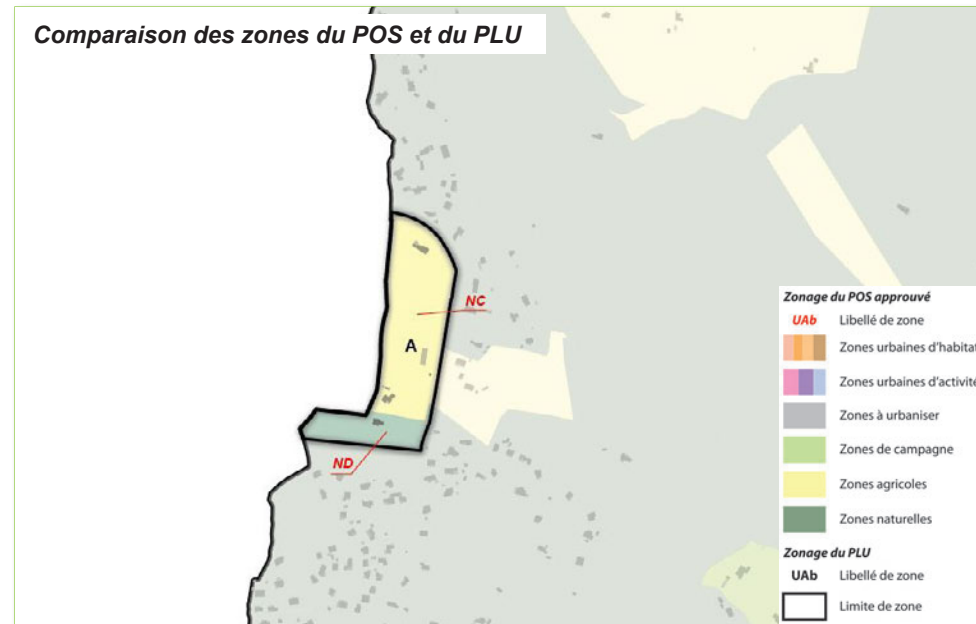 Comparaison des zones du POS et du PLU
NC
A
ND
Zonage du POS approuvé
UAb Libellé de zone
Zones urbaines d'habitat
Zones urbaines d'activité
Zones à urbaniser
Zones de campagne
Zones agricoles
Zones naturelles
Zonage du PLU
UAb Libellé de zone
Limite de zone